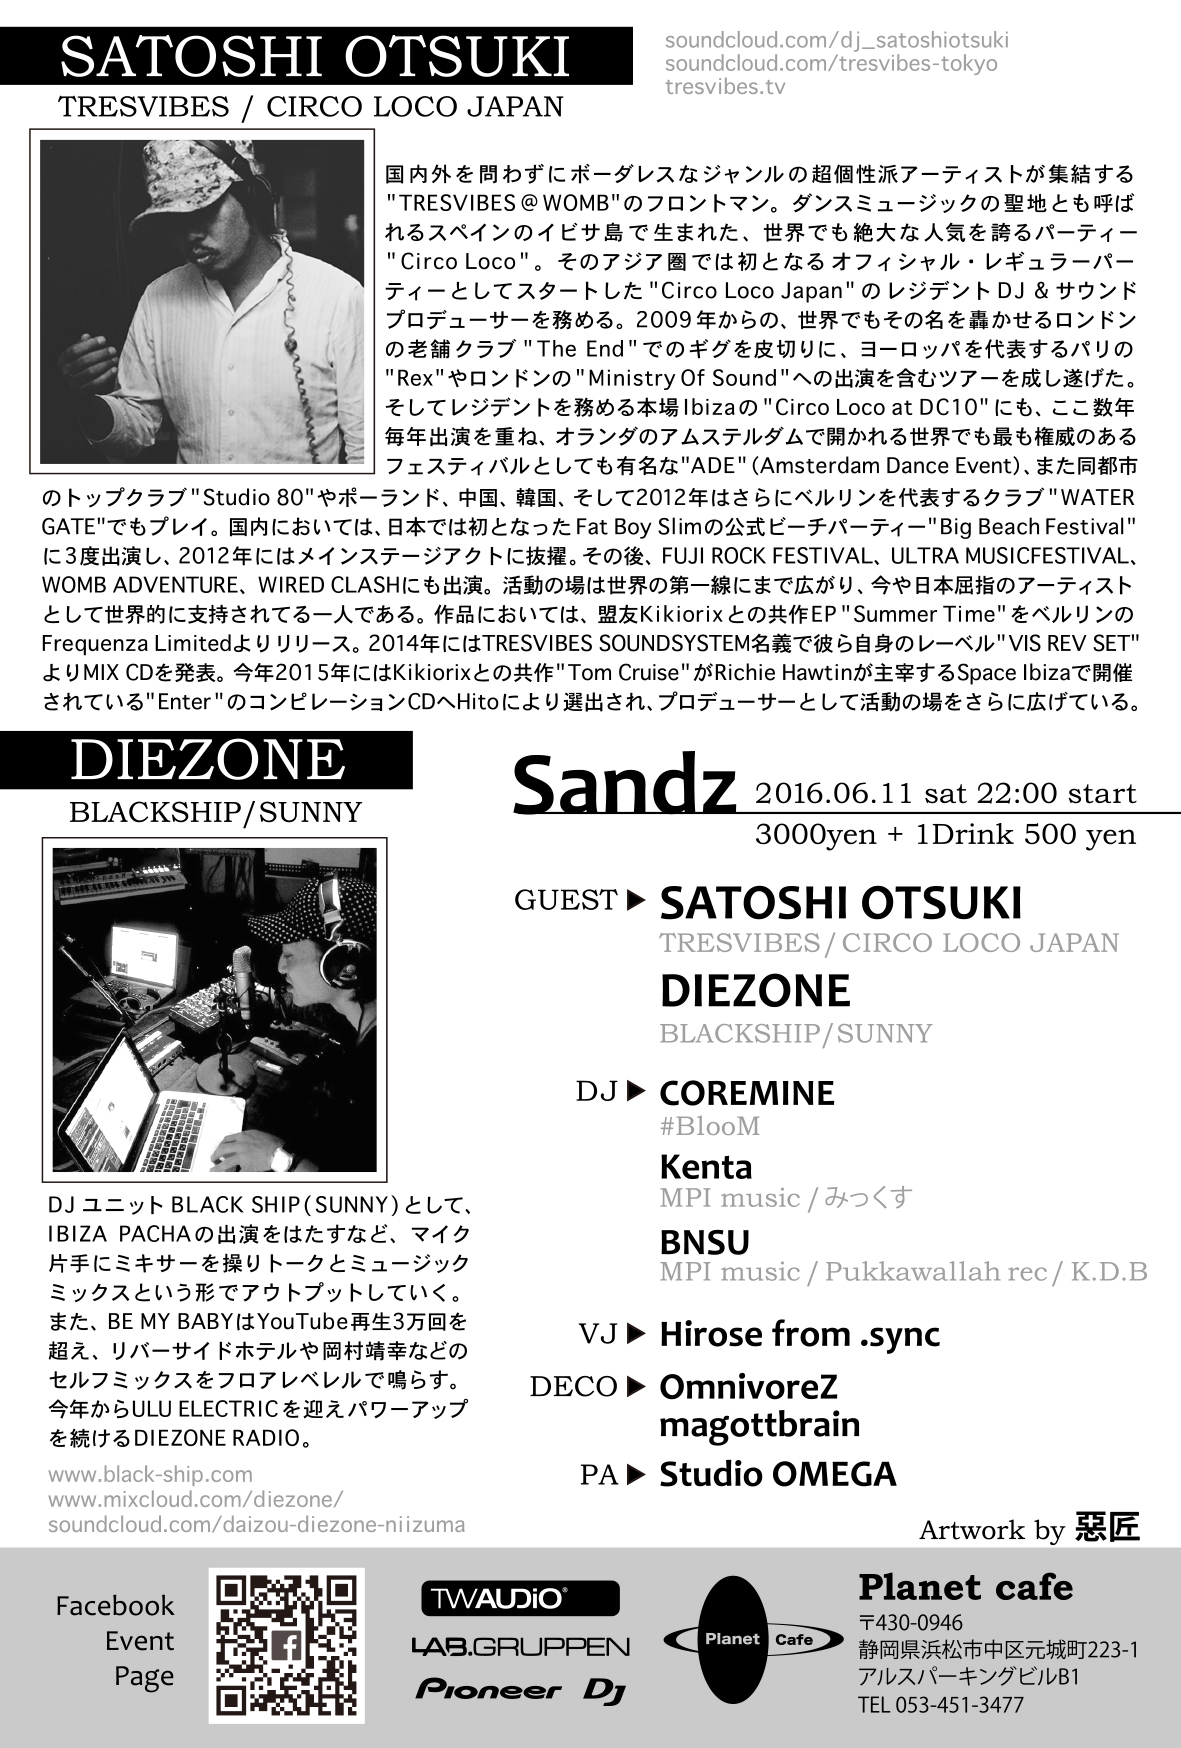 SATOSHI OTSUKI
TRESVIBES / CIRCO LOCO JAPAN
soundcloud.com/dj_satoshiotsuki
soundcloud.com/tresvibes-tokyo
tresvibes.tv
国内外を問わずにボーダレスなジャンルの超個性派アーティストが集結する
"TRESVIBES @ WOMB"のフロントマン。ダンスミュージックの聖地とも呼ば
れるスペインのイビサ島で生まれた、世界でも絶大な人気を誇るパーティー
"Circo Loco"。そのアジア圏では初となるオフィシャル・レギュラーパー
ティーとしてスタートした"Circo Loco Japan"のレジデントDJ & サウンド
プロデューサーを務める。2009年からの、世界でもその名を轟かせるロンドン
の老舗クラブ"The End"でのギグを皮切りに、ヨーロッパを代表するパリの
"Rex"やロンドンの"Ministry Of Sound"への出演を含むツアーを成し遂げた。
そしてレジデントを務める本場Ibizaの"Circo Loco at DC10"にも、ここ数年
毎年出演を重ね、オランダのアムステルダムで開かれる世界でも最も権威のある
フェスティバルとしても有名な"ADE"（Amsterdam Dance Event）、また同都市
のトップクラブ"Studio 80"やポーランド、中国、韓国、そして2012年はさらにベルリンを代表するクラブ"WATER
GATE"でもプレイ。国内においては、日本では初となったFat Boy Slimの公式ビーチパーティー"Big Beach Festival"
に3度出演し、2012年にはメインステージアクトに抜擢。その後、FUJI ROCK FESTIVAL、ULTRA MUSICFESTIVAL、
WOMB ADVENTURE、WIRED CLASHにも出演。活動の場は世界の第一線にまで広がり、今や日本屈指のアーティスト
として世界的に支持されてる一人である。作品においては、盟友Kikiorixとの共作EP"Summer Time"をベルリンの
Frequenza Limitedよりリリース。2014年にはTRESVIBES SOUNDSYSTEM名義で彼ら自身のレーベル"VIS REV SET"
よりMIX CDを発表。今年2015年にはKikiorixとの共作"Tom Cruise"がRichie Hawtinが主宰するSpace Ibizaで開催
されている"Enter"のコンピレーションCDへHitoにより選出され、プロデューサーとして活動の場をさらに広げている。
DIEZONE
BLACKSHIP/SUNNY
DJ ユニット BLACK SHIP(SUNNY)として、
IBIZA PACHAの出演をはたすなど、マイク
片手にミキサーを操りトークとミュージック
ミックスという形でアウトプットしていく。
また、BE MY BABYはYouTube再生3万回を
超え、リバーサイドホテルや岡村靖幸などの
セルフミックスをフロアレベルで鳴らす。
今年からULU ELECTRICを迎えパワーアップ
を続けるDIEZONE RADIO。
www.black-ship.com
www.mixcloud.com/diezone/
soundcloud.com/daizou-diezone-niizuma
Sandz 2016.06.11 sat 22:00 start
3000yen + 1Drink 500 yen
GUEST ▶ SATOSHI OTSUKI
TRESVIBES/CIRCO LOCO JAPAN
DIEZONE
BLACKSHIP/SUNNY
DJ ▶ COREMINE
#BlooM
Kenta
MPI music / みっくす
BNSU
MPI music / Pukkawallah rec / K.D.B
VJ ▶ Hirose from .sync
DECO ▶ OmnivoreZ
magottbrain
PA ▶ Studio OMEGA
Artwork by 惡匠
Facebook
Event
Page
TWAUDiO®
LAB.GRUPPEN
Pioneer Dj
Planet Cafe
Planet cafe
〒430-0946
静岡県浜松市中区元城町223-1
アルスパーキングビルB1
TEL 053-451-3477